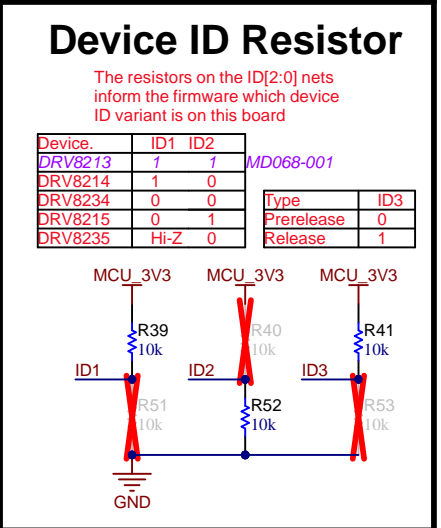 Device ID Resistor
The resistors on the ID[2:0] nets
inform the firmware which device
ID variant is on this board
Device. ID1 ID2
DRV8213 1 1 MD068-001
DRV8214 1 0
DRV8234 0 0
DRV8215 0 1
DRV8235 Hi-Z 0
Type ID3
Prerelease 0
Release 1
MCU_3V3 MCU_3V3 MCU_3V3
R39 R40 R41
10k 10k 10k
ID1 ID2 ID3
R51 R52 R53
10k 10k 10k
GND